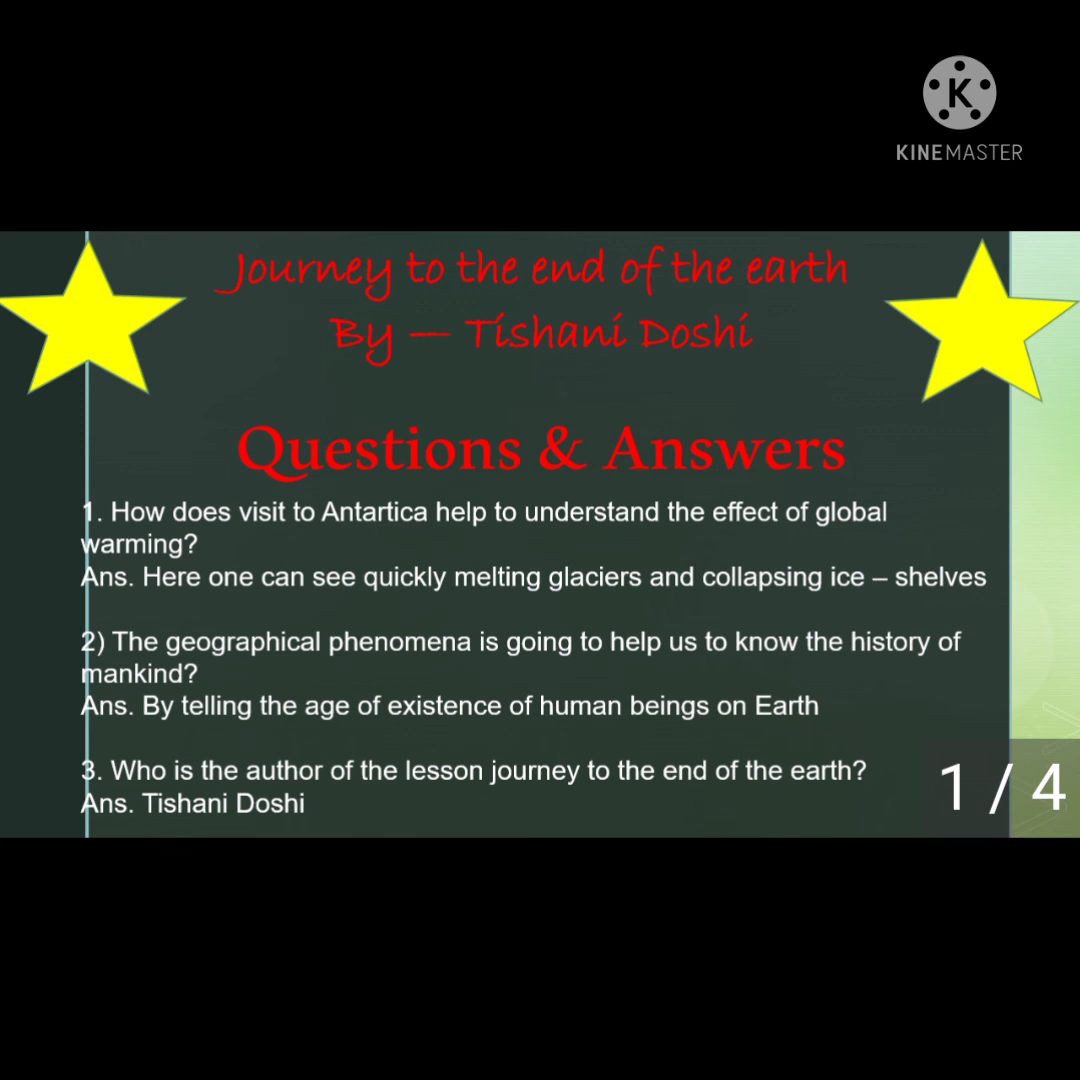 K
KINEMASTER
Journey to the end of the earth
By — Tishani Doshi
Questions & Answers
1. How does visit to Antartica help to understand the effect of global
warming?
Ans. Here one can see quickly melting glaciers and collapsing ice – shelves
2) The geographical phenomena is going to help us to know the history of
mankind?
Ans. By telling the age of existence of human beings on Earth
3. Who is the author of the lesson journey to the end of the earth?
Ans. Tishani Doshi
1 / 4